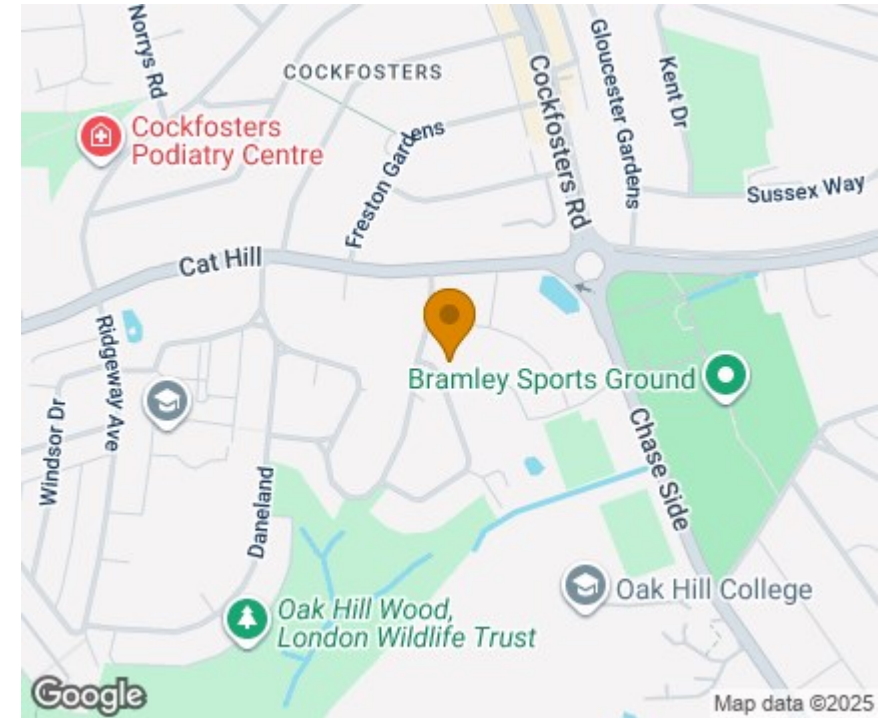 Norrys Rd
COCKFOSTERS
Cockfosters Rd
Gloucester Gardens
Kent Dr
Cockfosters
Podiatry Centre
Freston Gardens
Sussex Way
Cat Hill
Ridgeway Ave
Bramley Sports Ground
Windsor Dr
Daneland
Chase Side
Oak Hill College
Oak Hill Wood,
London Wildlife Trust
Google
Map data ©2025